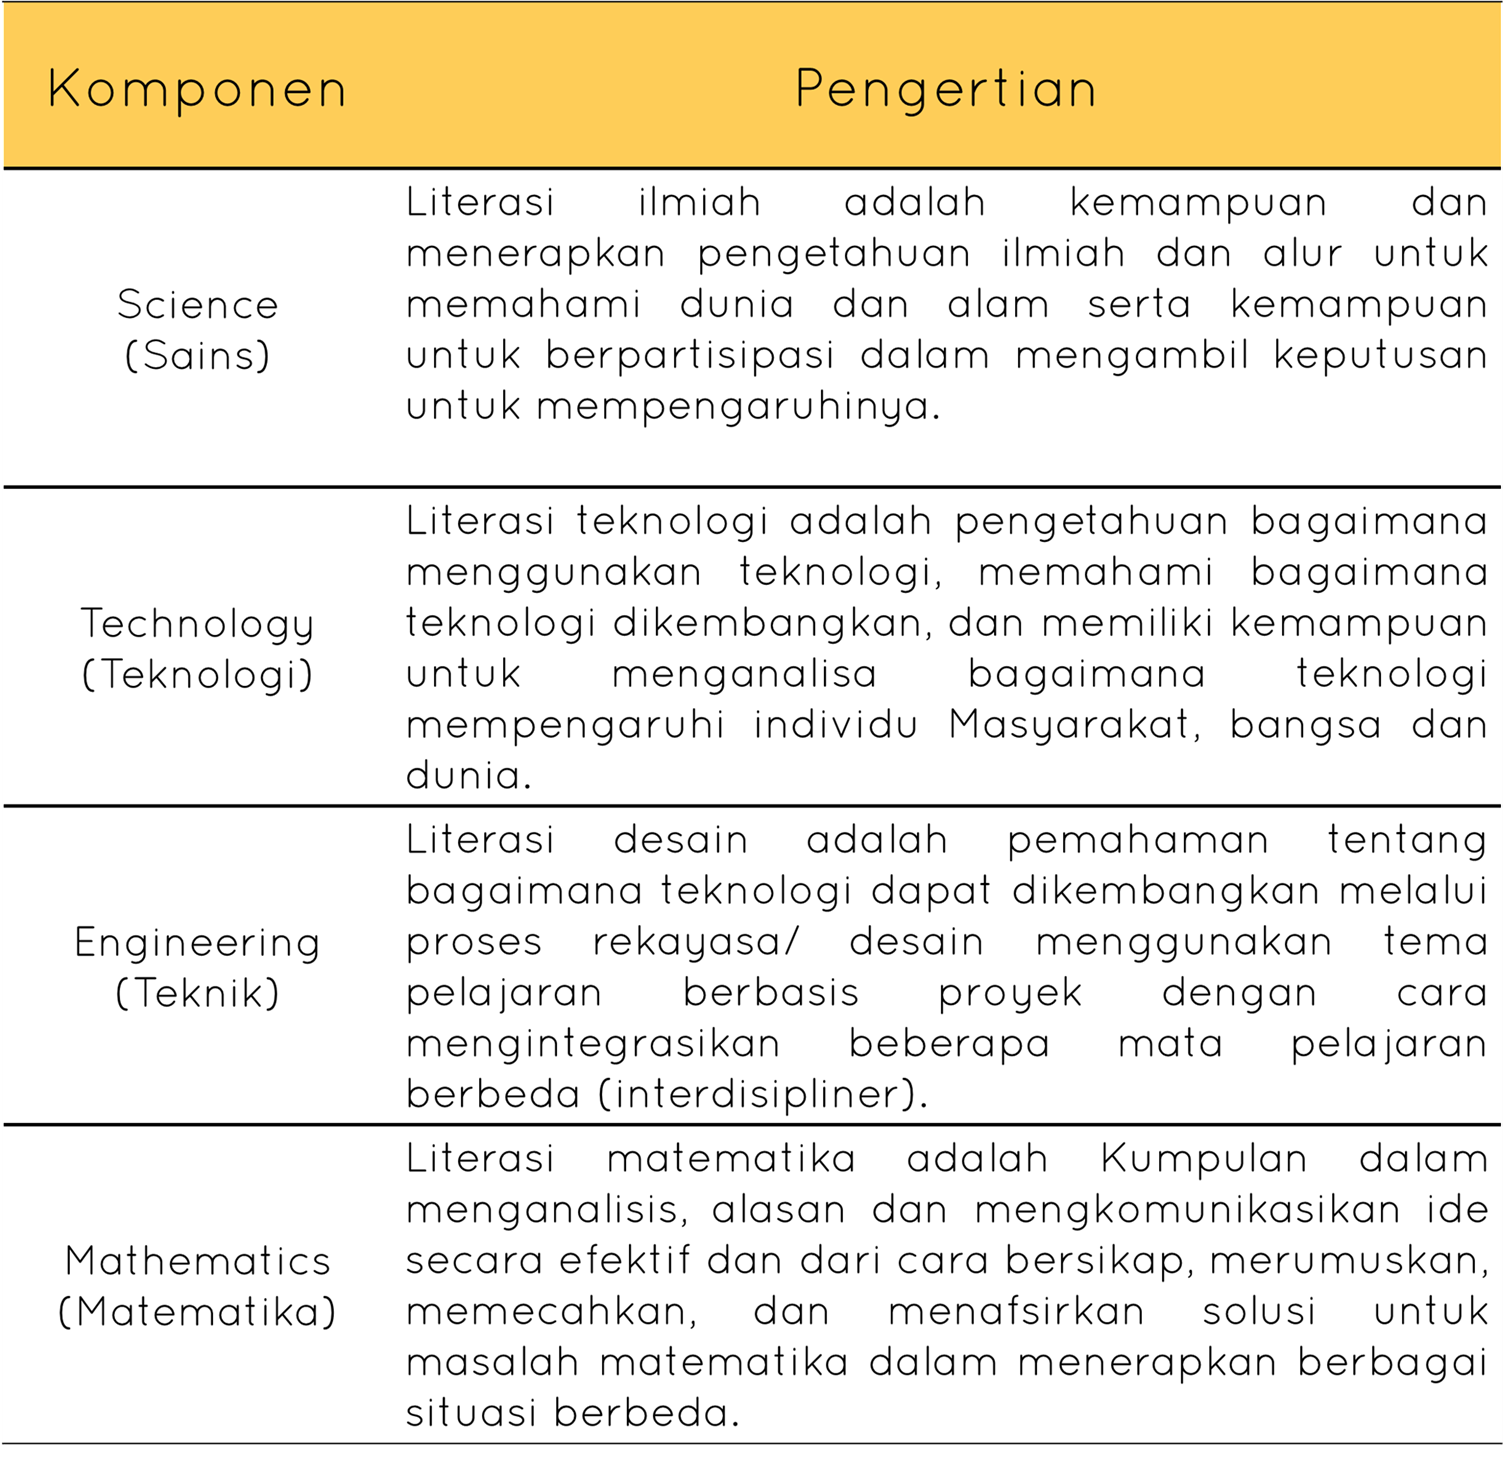 Komponen
Pengertian
Science
(Sains)
Literasi ilmiah adalah kemampuan dan
menerapkan pengetahuan ilmiah dan alur untuk
memahami dunia dan alam serta kemampuan
untuk berpartisipasi dalam mengambil keputusan
untuk mempengaruhinya.
Technology
(Teknologi)
Literasi teknologi adalah pengetahuan bagaimana
menggunakan teknologi, memahami bagaimana
teknologi dikembangkan, dan memiliki kemampuan
untuk menganalisa bagaimana teknologi
mempengaruhi individu Masyarakat, bangsa dan
dunia.
Engineering
(Teknik)
Literasi desain adalah pemahaman tentang
bagaimana teknologi dapat dikembangkan melalui
proses rekayasa/ desain menggunakan tema
pelajaran berbasis proyek dengan cara
mengintegrasikan beberapa mata pelajaran
berbeda (interdisipliner).
Mathematics
(Matematika)
Literasi matematika adalah Kumpulan dalam
menganalisis, alasan dan mengkomunikasikan ide
secara efektif dan dari cara bersikap, merumuskan,
memecahkan, dan menafsirkan solusi untuk
masalah matematika dalam menerapkan berbagai
situasi berbeda.